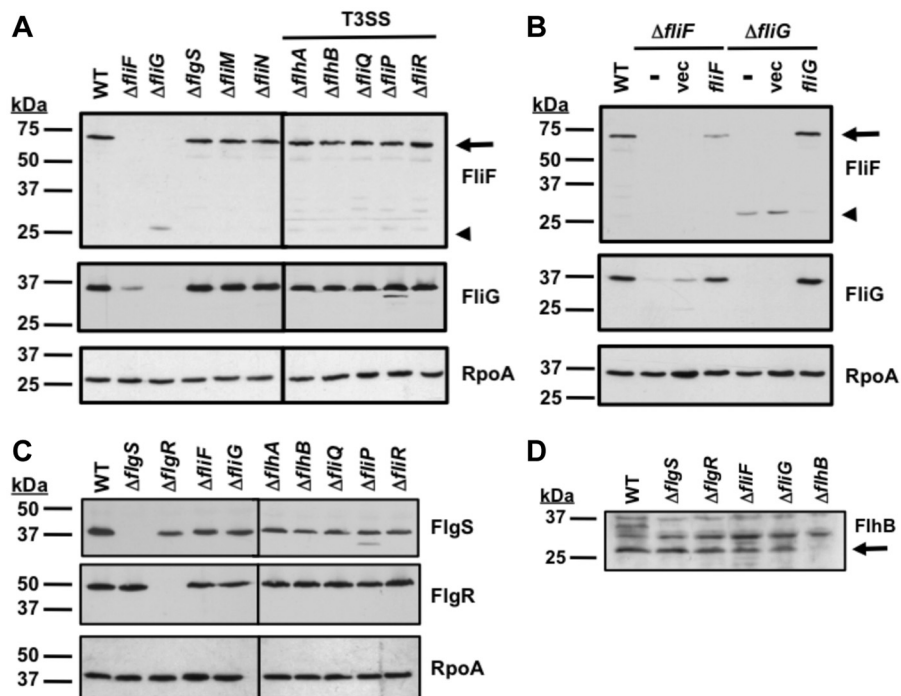 A
T3SS
WT ΔfliF ΔfliG ΔflgS ΔfliM ΔfliN ΔflhA ΔflhB ΔfliQ ΔfliP ΔfliR
kDa
75
50
37
25
FliF
37
25
FliG
37
25
RpoA
B
ΔfliF ΔfliG
WT - vec fliF - vec fliG
kDa
75
50
37
25
FliF
37
25
FliG
37
25
RpoA
C
WT ΔflgS ΔflgR ΔfliF ΔfliG ΔflhA ΔflhB ΔfliQ ΔfliP ΔfliR
kDa
50
37
FlgS
50
37
FlgR
50
37
RpoA
D
WT ΔflgS ΔflgR ΔfliF ΔfliG ΔflhB
kDa
37
25
FlhB